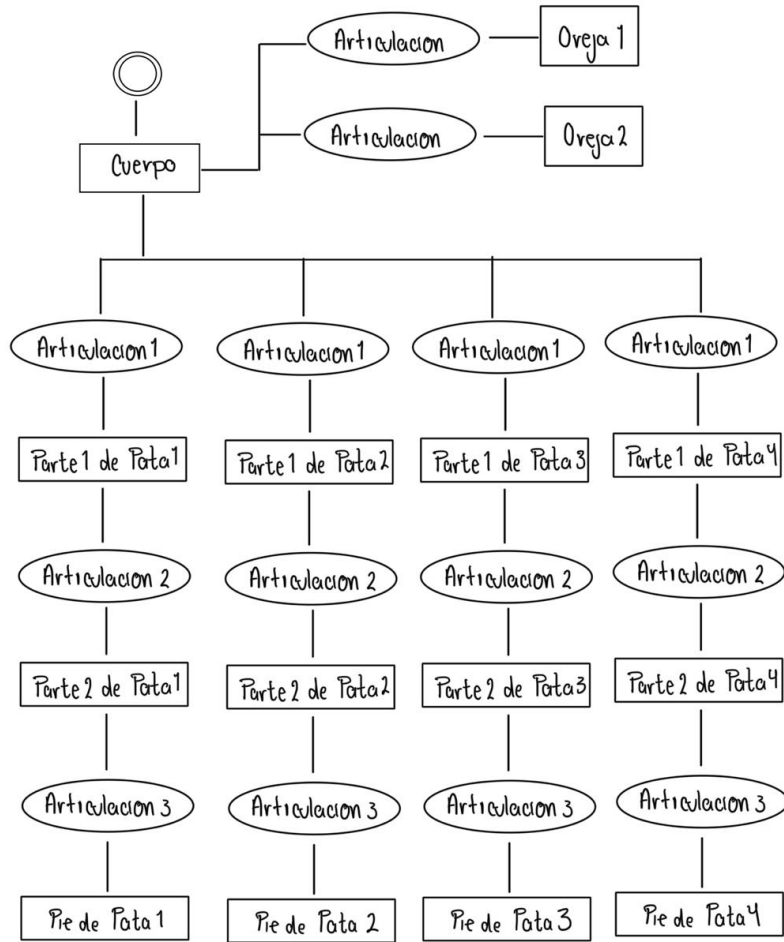 Articulacion
Oreja 1
Articulacion
Oreja 2
Cuerpo
Articulacion 1
Articulacion 1
Articulacion 1
Articulacion 1
Parte 1 de Pata 1
Parte 1 de Pata 2
Parte 1 de Pata 3
Parte 1 de Pata 4
Articulacion 2
Articulacion 2
Articulacion 2
Articulacion 2
Parte 2 de Pata 1
Parte 2 de Pata 2
Parte 2 de Pata 3
Parte 2 de Pata 4
Articulacion 3
Articulacion 3
Articulacion 3
Articulacion 3
Pie de Pata 1
Pie de Pata 2
Pie de Pata 3
Pie de Pata 4